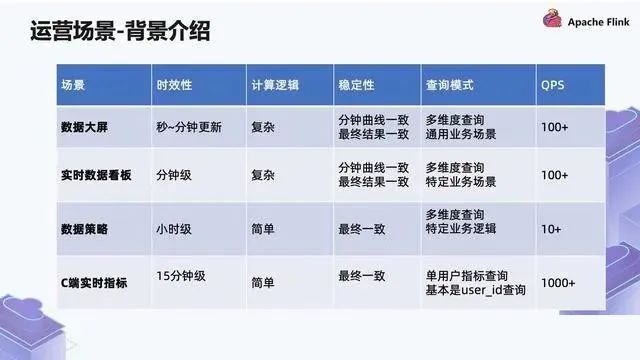 运营场景-背景介绍
Apache Flink
场景 时效性 计算逻辑 稳定性 查询模式 QPS
数据大屏 秒~分钟更新 复杂 分钟曲线一致 多维度查询 100+
最终结果一致 通用业务场景
实时数据看板 分钟级 复杂 分钟曲线一致 多维度查询 100+
最终结果一致 特定业务场景
数据策略 小时级 简单 最终一致 多维度查询 10+
特定业务逻辑
C端实时指标 15分钟级 简单 最终一致 单用户指标查询 1000+
基本是user_id查询